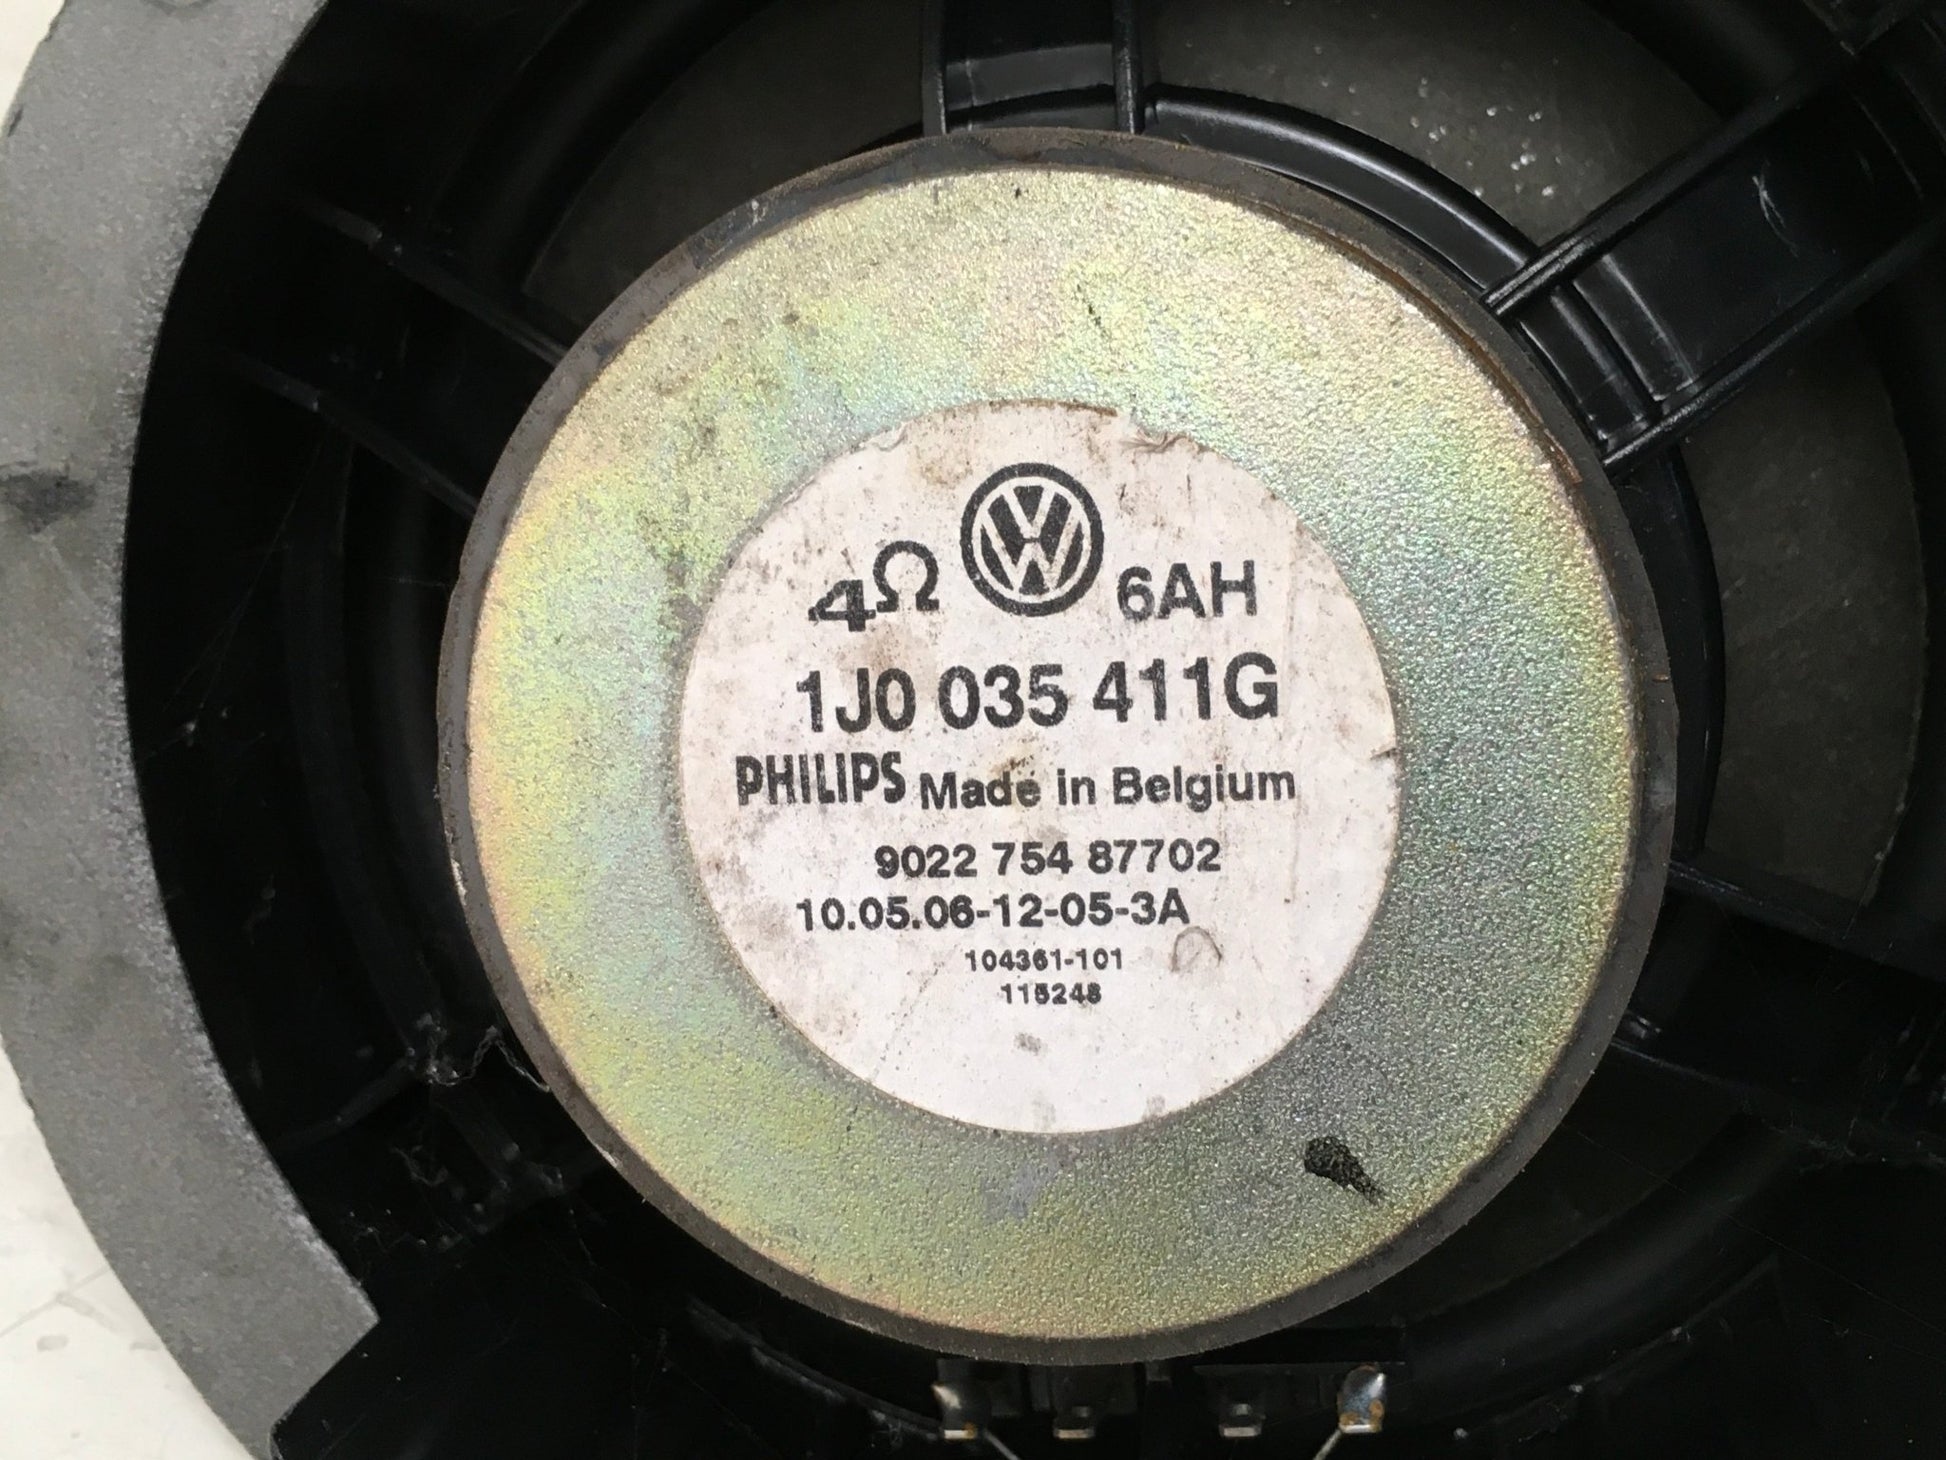 4Ω VW 6AH
1J0 035 411G
PHILIPS Made in Belgium
9022 754 87702
10.05.06-12-05-3A
104361-101
115248